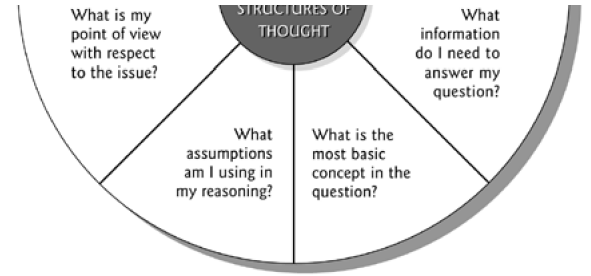 What is my
point of view
with respect
to the issue?
STRUCTURES OF
THOUGHT
What
information
do I need to
answer my
question?
What
assumptions
am I using in
my reasoning?
What is the
most basic
concept in the
question?